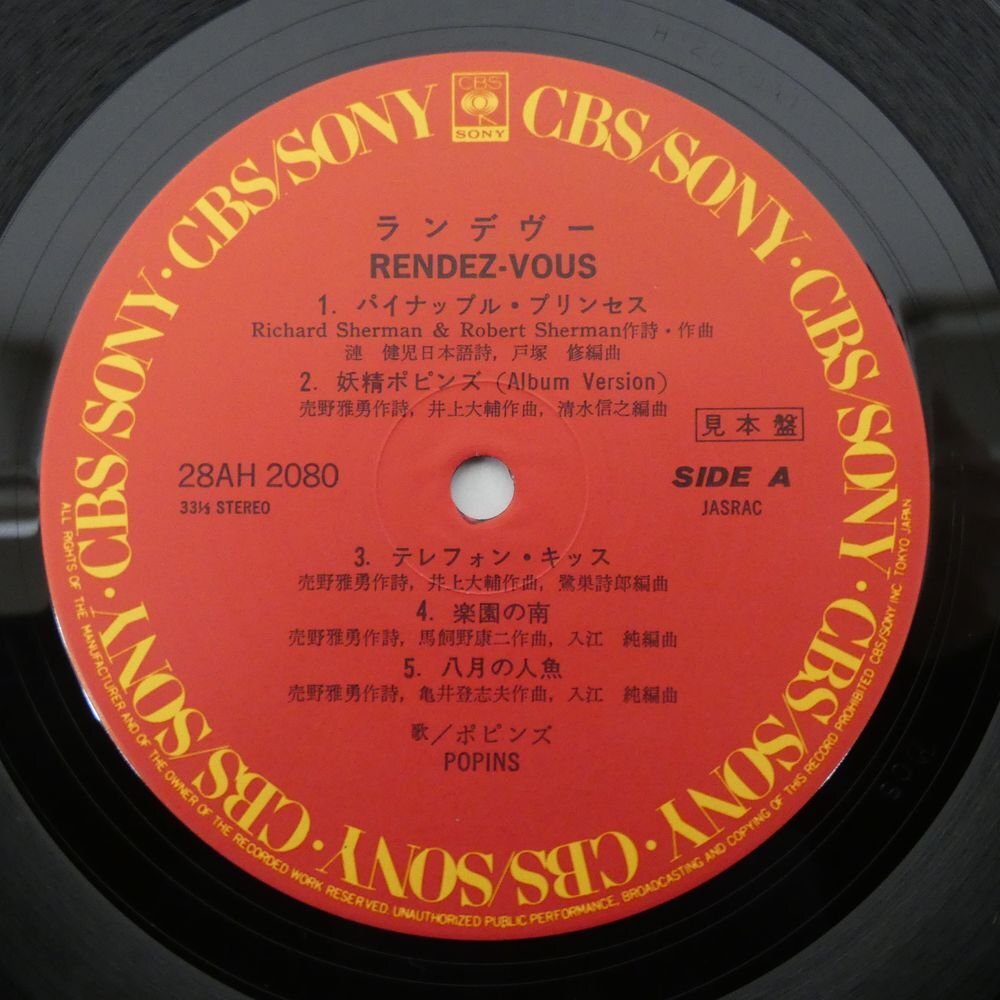 CBS
SONY
CBS/SONY · CBS/SONY · CBS/SONY · CBS/SONY · CBS/SONY · CBS/SONY · CBS/SONY · CBS/SONY
ランデヴー
RENDEZ-VOUS
1. パイナップル・プリンセス
Richard Sherman & Robert Sherman作詩・作曲
漣 健児日本語詩, 戸塚 修編曲
2. 妖精ポピンズ (Album Version)
売野雅勇作詩, 井上大輔作曲, 清水信之編曲
見本盤
28AH 2080
SIDE A
33⅓ STEREO
JASRAC
3. テレフォン・キッス
売野雅勇作詩, 井上大輔作曲, 鷺巣詩郎編曲
4. 楽園の南
売野雅勇作詩, 馬飼野康二作曲, 入江 純編曲
5. 八月の人魚
売野雅勇作詩, 亀井登志夫作曲, 入江 純編曲
歌/ポピンズ
POPINS
ALL RIGHTS OF THE MANUFACTURER AND OF THE OWNER OF THE RECORDED WORK RESERVED. UNAUTHORIZED PUBLIC PERFORMANCE, BROADCASTING AND COPYING OF THIS RECORD PROHIBITED CBS/SONY INC. TOKYO JAPAN